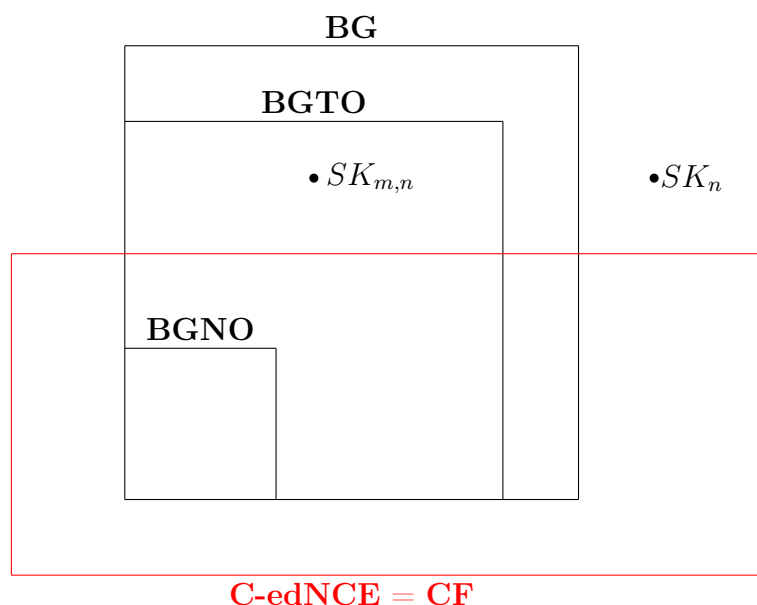 BG
BGTO
SK_{m,n}
SK_n
BGNO
C-edNCE = CF